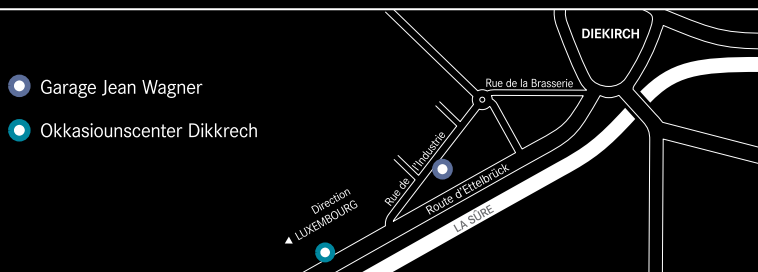 DIEKIRCH
Garage Jean Wagner
Rue de la Brasserie
Okkasiounscenter Dikkrech
Rue de l'Industrie
Route d'Ettelbrück
Direction
▲ LUXEMBOURG
LA SÛRE